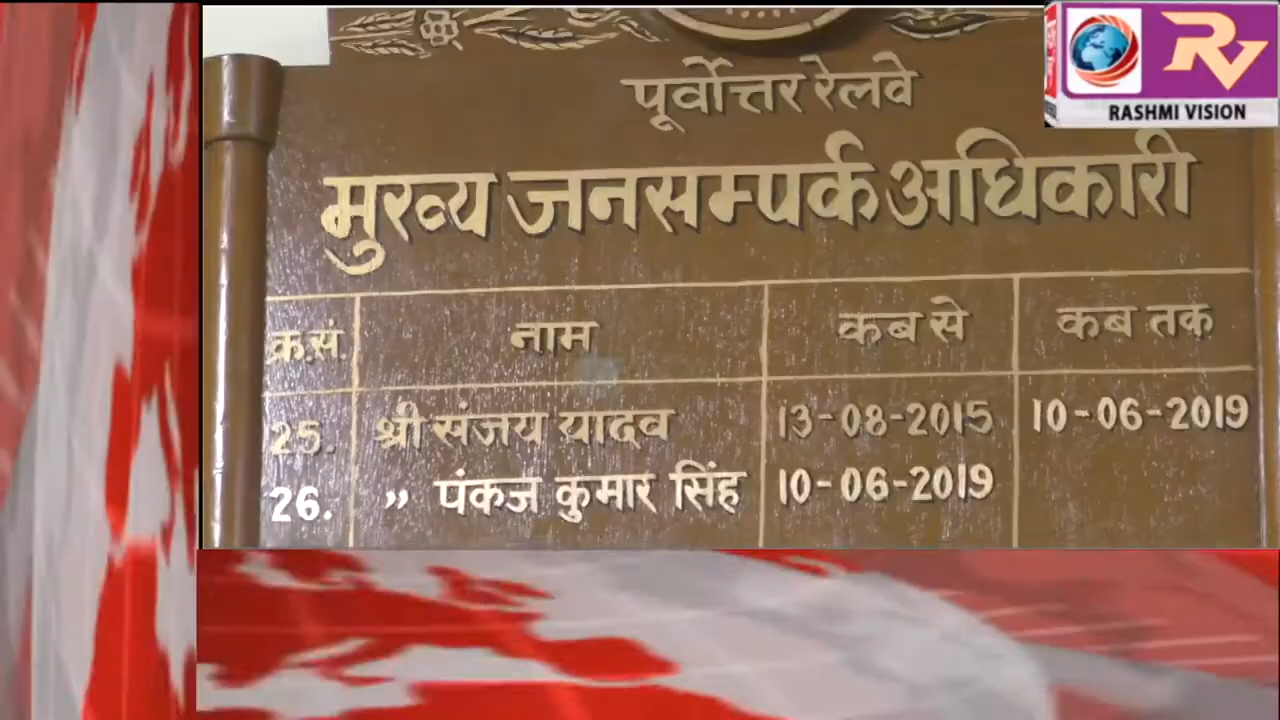 RV
RASHMI VISION
पूर्वोत्तर रेलवे
मुख्य जनसम्पर्क अधिकारी
क्र.सं. नाम कब से कब तक
25. श्री संजय यादव 13-08-2015 10-06-2019
26. ,, पंकज कुमार सिंह 10-06-2019